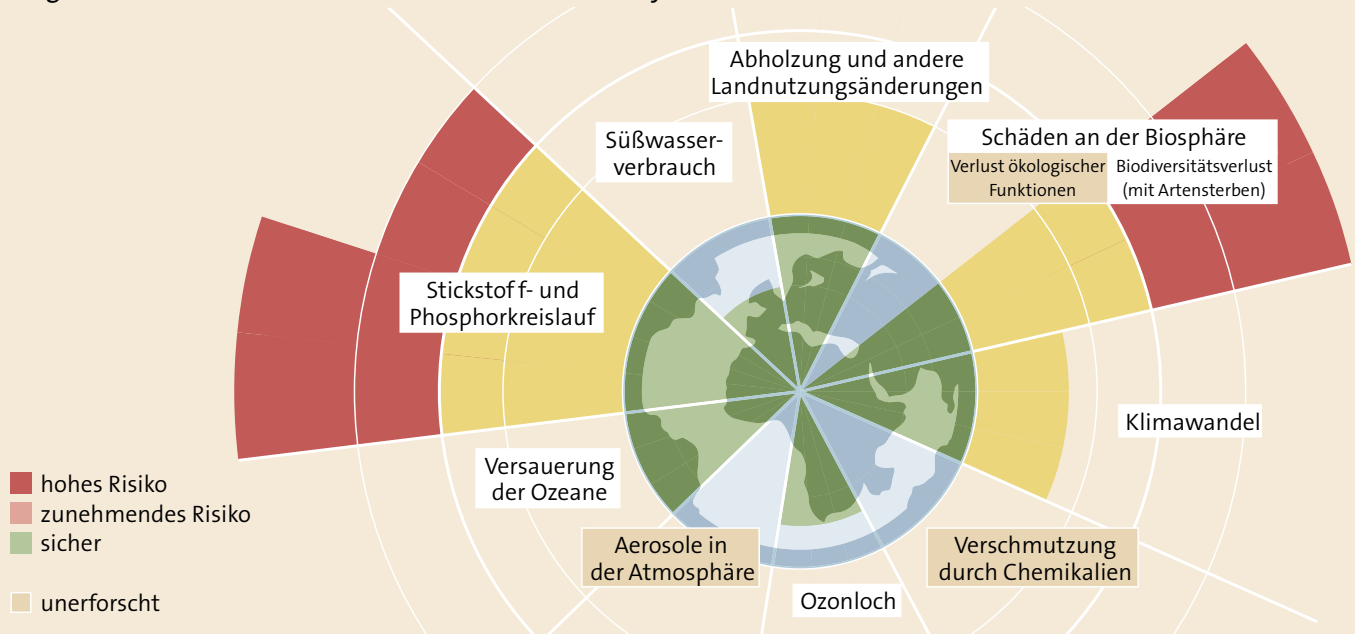 Abholzung und andere
Landnutzungsänderungen
Süßwasser-
verbrauch
Schäden an der Biosphäre
Verlust ökologischer
Funktionen
Biodiversitätsverlust
(mit Artensterben)
Stickstoff- und
Phosphorkreislauf
Klimawandel
Versauerung
der Ozeane
Aerosole in
der Atmosphäre
Verschmutzung
durch Chemikalien
Ozonloch
hohes Risiko
zunehmendes Risiko
sicher
unerforscht